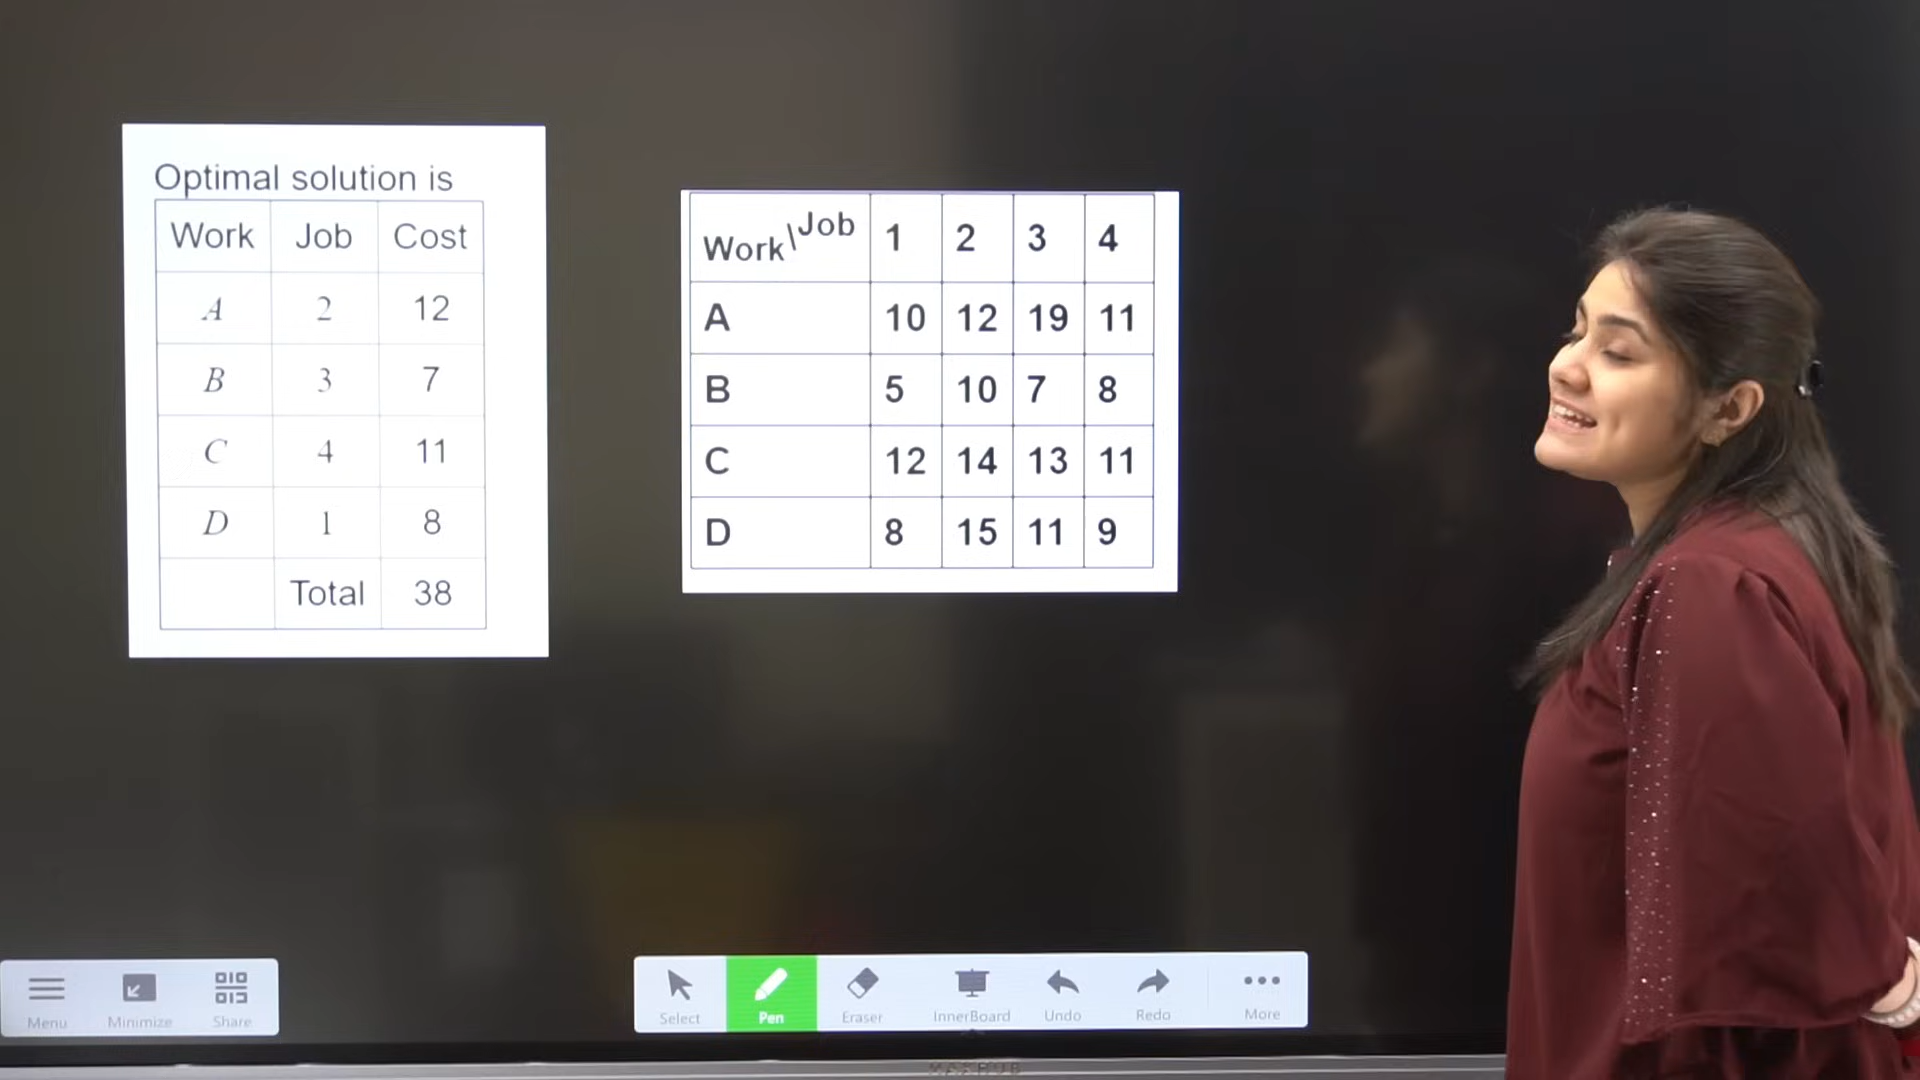 Optimal solution is
Work Job Cost
A 2 12
B 3 7
C 4 11
D 1 8
Total 38
Work\Job 1 2 3 4
A 10 12 19 11
B 5 10 7 8
C 12 14 13 11
D 8 15 11 9
Menu Minimize Share
Select Pen Eraser InnerBoard Undo Redo More
MAXHUB